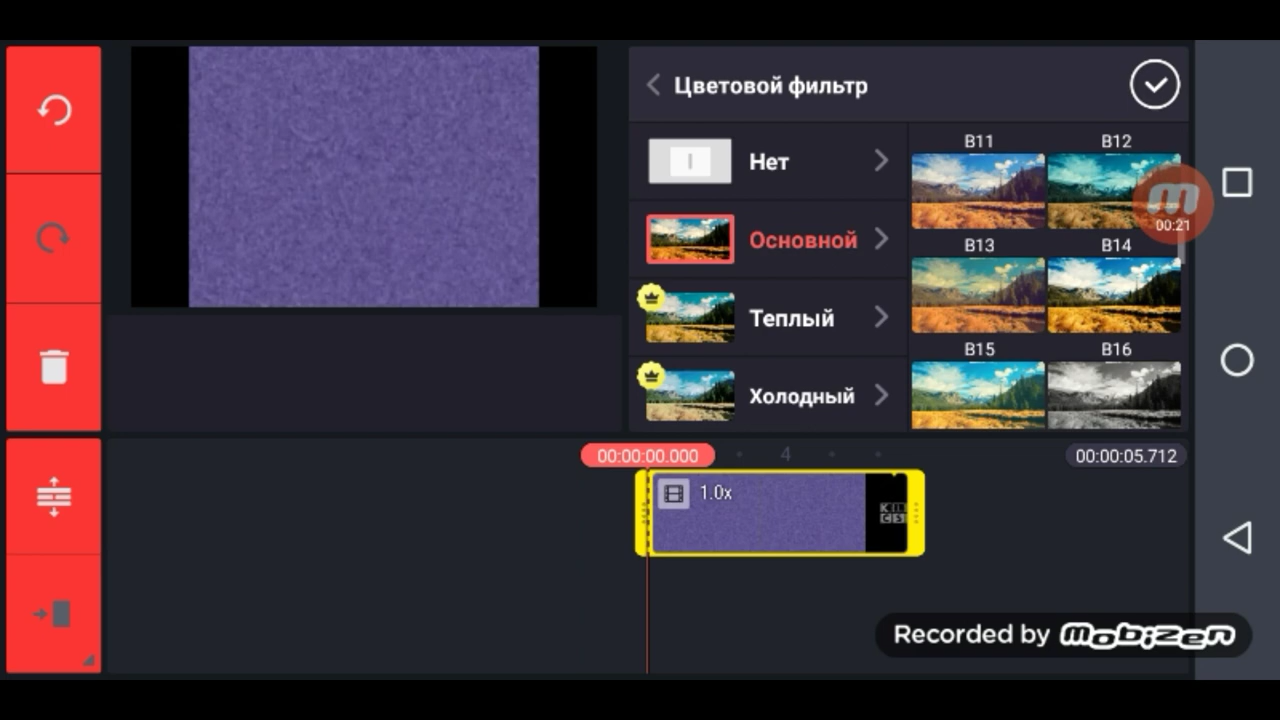 Цветовой фильтр
Нет
Основной
Теплый
Холодный
B11
B12
B13
B14
B15
B16
00:21
00:00:00.000
4
00:00:05.712
1.0x
Recorded by mobizen